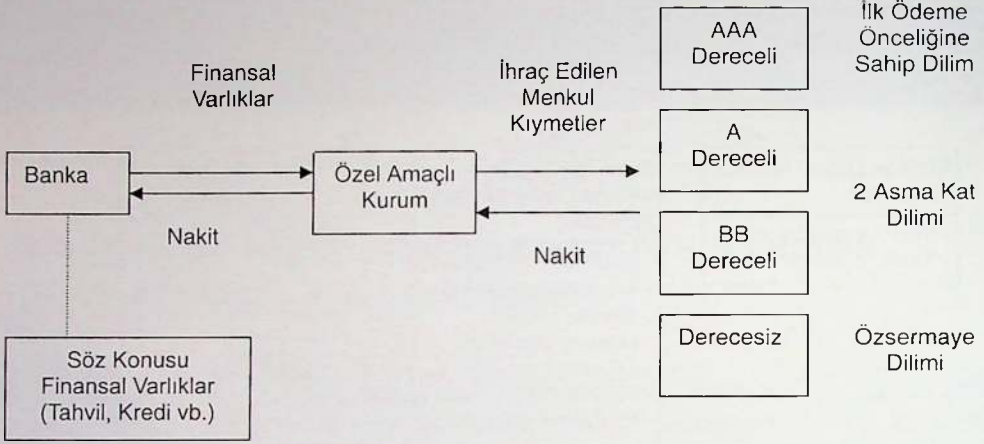 AAA
Dereceli
İlk Ödeme
Önceliğine
Sahip Dilim
Finansal
Varlıklar
İhraç Edilen
Menkul
Kıymetler
Banka
Özel Amaçlı
Kurum
A
Dereceli
2 Asma Kat
Dilimi
Nakit
Nakit
BB
Dereceli
Söz Konusu
Finansal Varlıklar
(Tahvil, Kredi vb.)
Derecesiz
Özsermaye
Dilimi